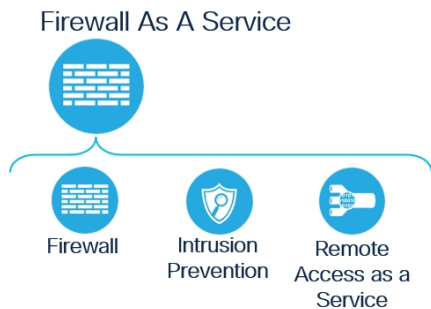 Firewall As A Service
Firewall
Intrusion
Prevention
Remote
Access as a
Service